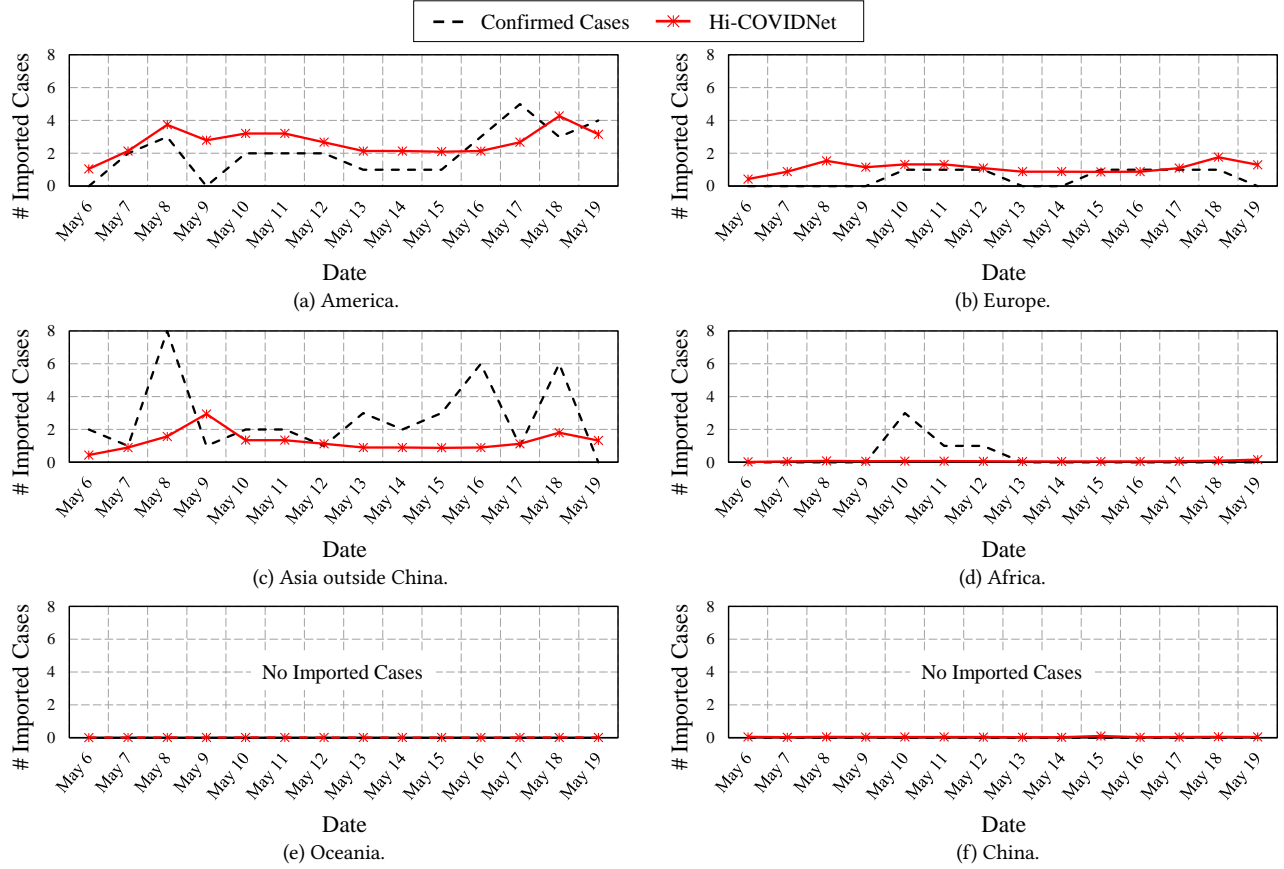 Confirmed Cases Hi-COVIDNet
# Imported Cases
8
6
4
2
0
May 6 May 7 May 8 May 9 May 10 May 11 May 12 May 13 May 14 May 15 May 16 May 17 May 18 May 19
Date
(a) America.
# Imported Cases
8
6
4
2
0
May 6 May 7 May 8 May 9 May 10 May 11 May 12 May 13 May 14 May 15 May 16 May 17 May 18 May 19
Date
(b) Europe.
# Imported Cases
8
6
4
2
0
May 6 May 7 May 8 May 9 May 10 May 11 May 12 May 13 May 14 May 15 May 16 May 17 May 18 May 19
Date
(c) Asia outside China.
# Imported Cases
8
6
4
2
0
May 6 May 7 May 8 May 9 May 10 May 11 May 12 May 13 May 14 May 15 May 16 May 17 May 18 May 19
Date
(d) Africa.
# Imported Cases
8
6
4
2
0
No Imported Cases
May 6 May 7 May 8 May 9 May 10 May 11 May 12 May 13 May 14 May 15 May 16 May 17 May 18 May 19
Date
(e) Oceania.
# Imported Cases
8
6
4
2
0
No Imported Cases
May 6 May 7 May 8 May 9 May 10 May 11 May 12 May 13 May 14 May 15 May 16 May 17 May 18 May 19
Date
(f) China.